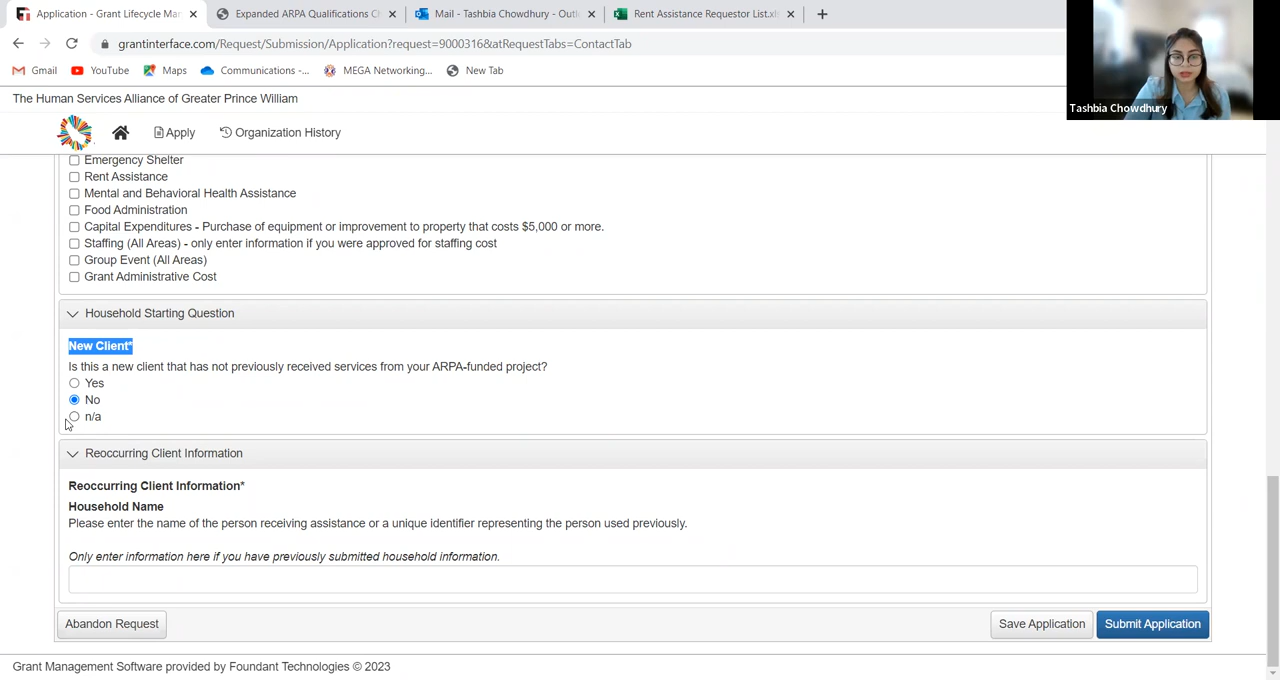 Application - Grant Lifecycle Mar
Expanded ARPA Qualifications C
Mail - Tashbia Chowdhury - Outl
Rent Assistance Requestor List.xl
grantinterface.com/Request/Submission/Application?request=9000316&atRequestTabs=ContactTab
Gmail YouTube Maps Communications -... MEGA Networking... New Tab
Tashbia Chowdhury
The Human Services Alliance of Greater Prince William
Apply Organization History
Emergency Shelter
Rent Assistance
Mental and Behavioral Health Assistance
Food Administration
Capital Expenditures - Purchase of equipment or improvement to property that costs $5,000 or more.
Staffing (All Areas) - only enter information if you were approved for staffing cost
Group Event (All Areas)
Grant Administrative Cost
Household Starting Question
New Client*
Is this a new client that has not previously received services from your ARPA-funded project?
Yes
No
n/a
Reoccurring Client Information
Reoccurring Client Information*
Household Name
Please enter the name of the person receiving assistance or a unique identifier representing the person used previously.
Only enter information here if you have previously submitted household information.
Abandon Request Save Application Submit Application
Grant Management Software provided by Foundant Technologies © 2023